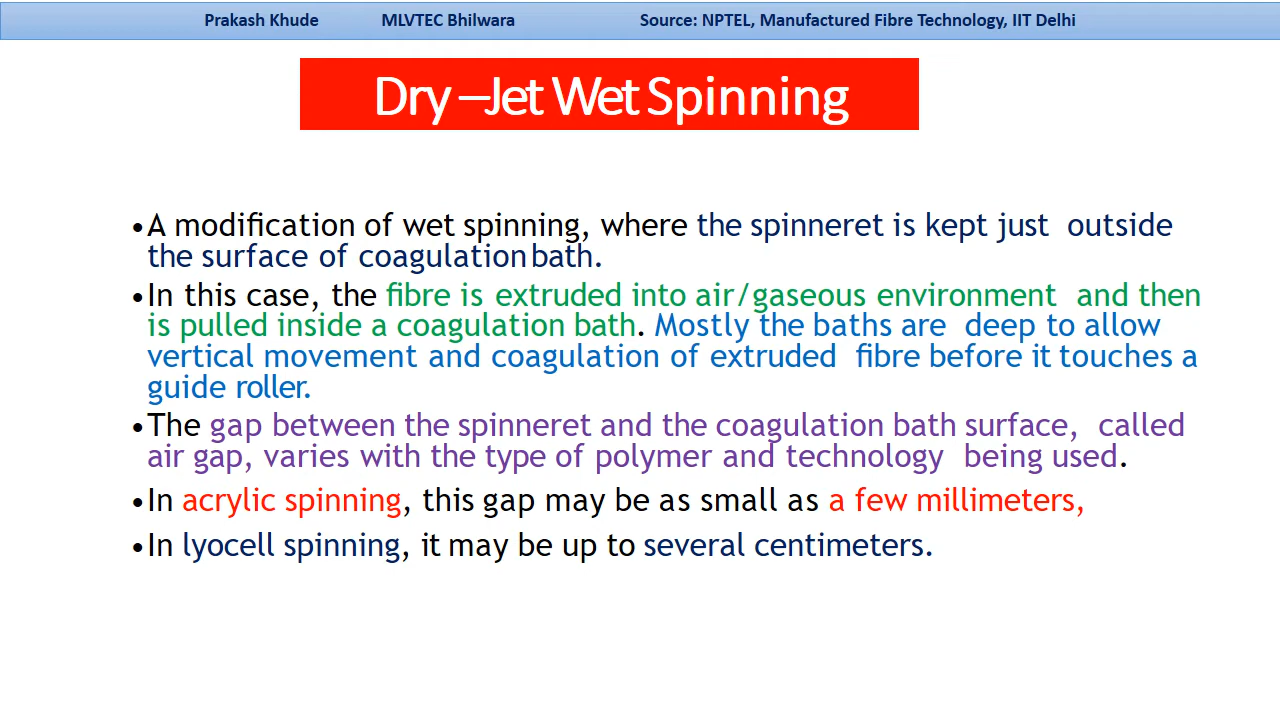 Prakash Khude MLVTEC Bhilwara Source: NPTEL, Manufactured Fibre Technology, IIT Delhi
Dry –Jet Wet Spinning
•A modification of wet spinning, where the spinneret is kept just outside
the surface of coagulation bath.
•In this case, the fibre is extruded into air/gaseous environment and then
is pulled inside a coagulation bath. Mostly the baths are deep to allow
vertical movement and coagulation of extruded fibre before it touches a
guide roller.
•The gap between the spinneret and the coagulation bath surface, called
air gap, varies with the type of polymer and technology being used.
•In acrylic spinning, this gap may be as small as a few millimeters,
•In lyocell spinning, it may be up to several centimeters.